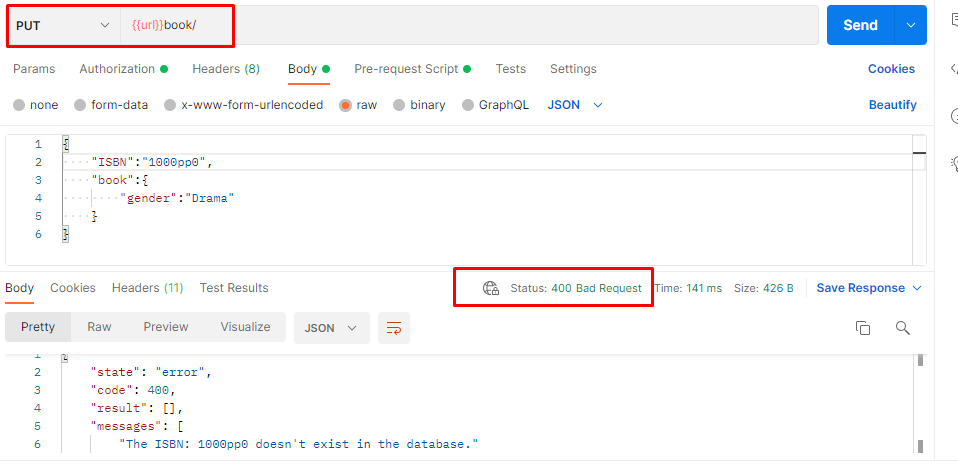 PUT {{url}}book/ Send
Params Authorization Headers (8) Body Pre-request Script Tests Settings Cookies
none form-data x-www-form-urlencoded raw binary GraphQL JSON Beautify
1 {
2 "ISBN":"1000pp0",
3 "book":{
4 "gender":"Drama"
5 }
6 }
Body Cookies Headers (11) Test Results Status: 400 Bad Request Time: 141 ms Size: 426 B Save Response
Pretty Raw Preview Visualize JSON
1 {
2 "state": "error",
3 "code": 400,
4 "result": [],
5 "messages": [
6 "The ISBN: 1000pp0 doesn't exist in the database."